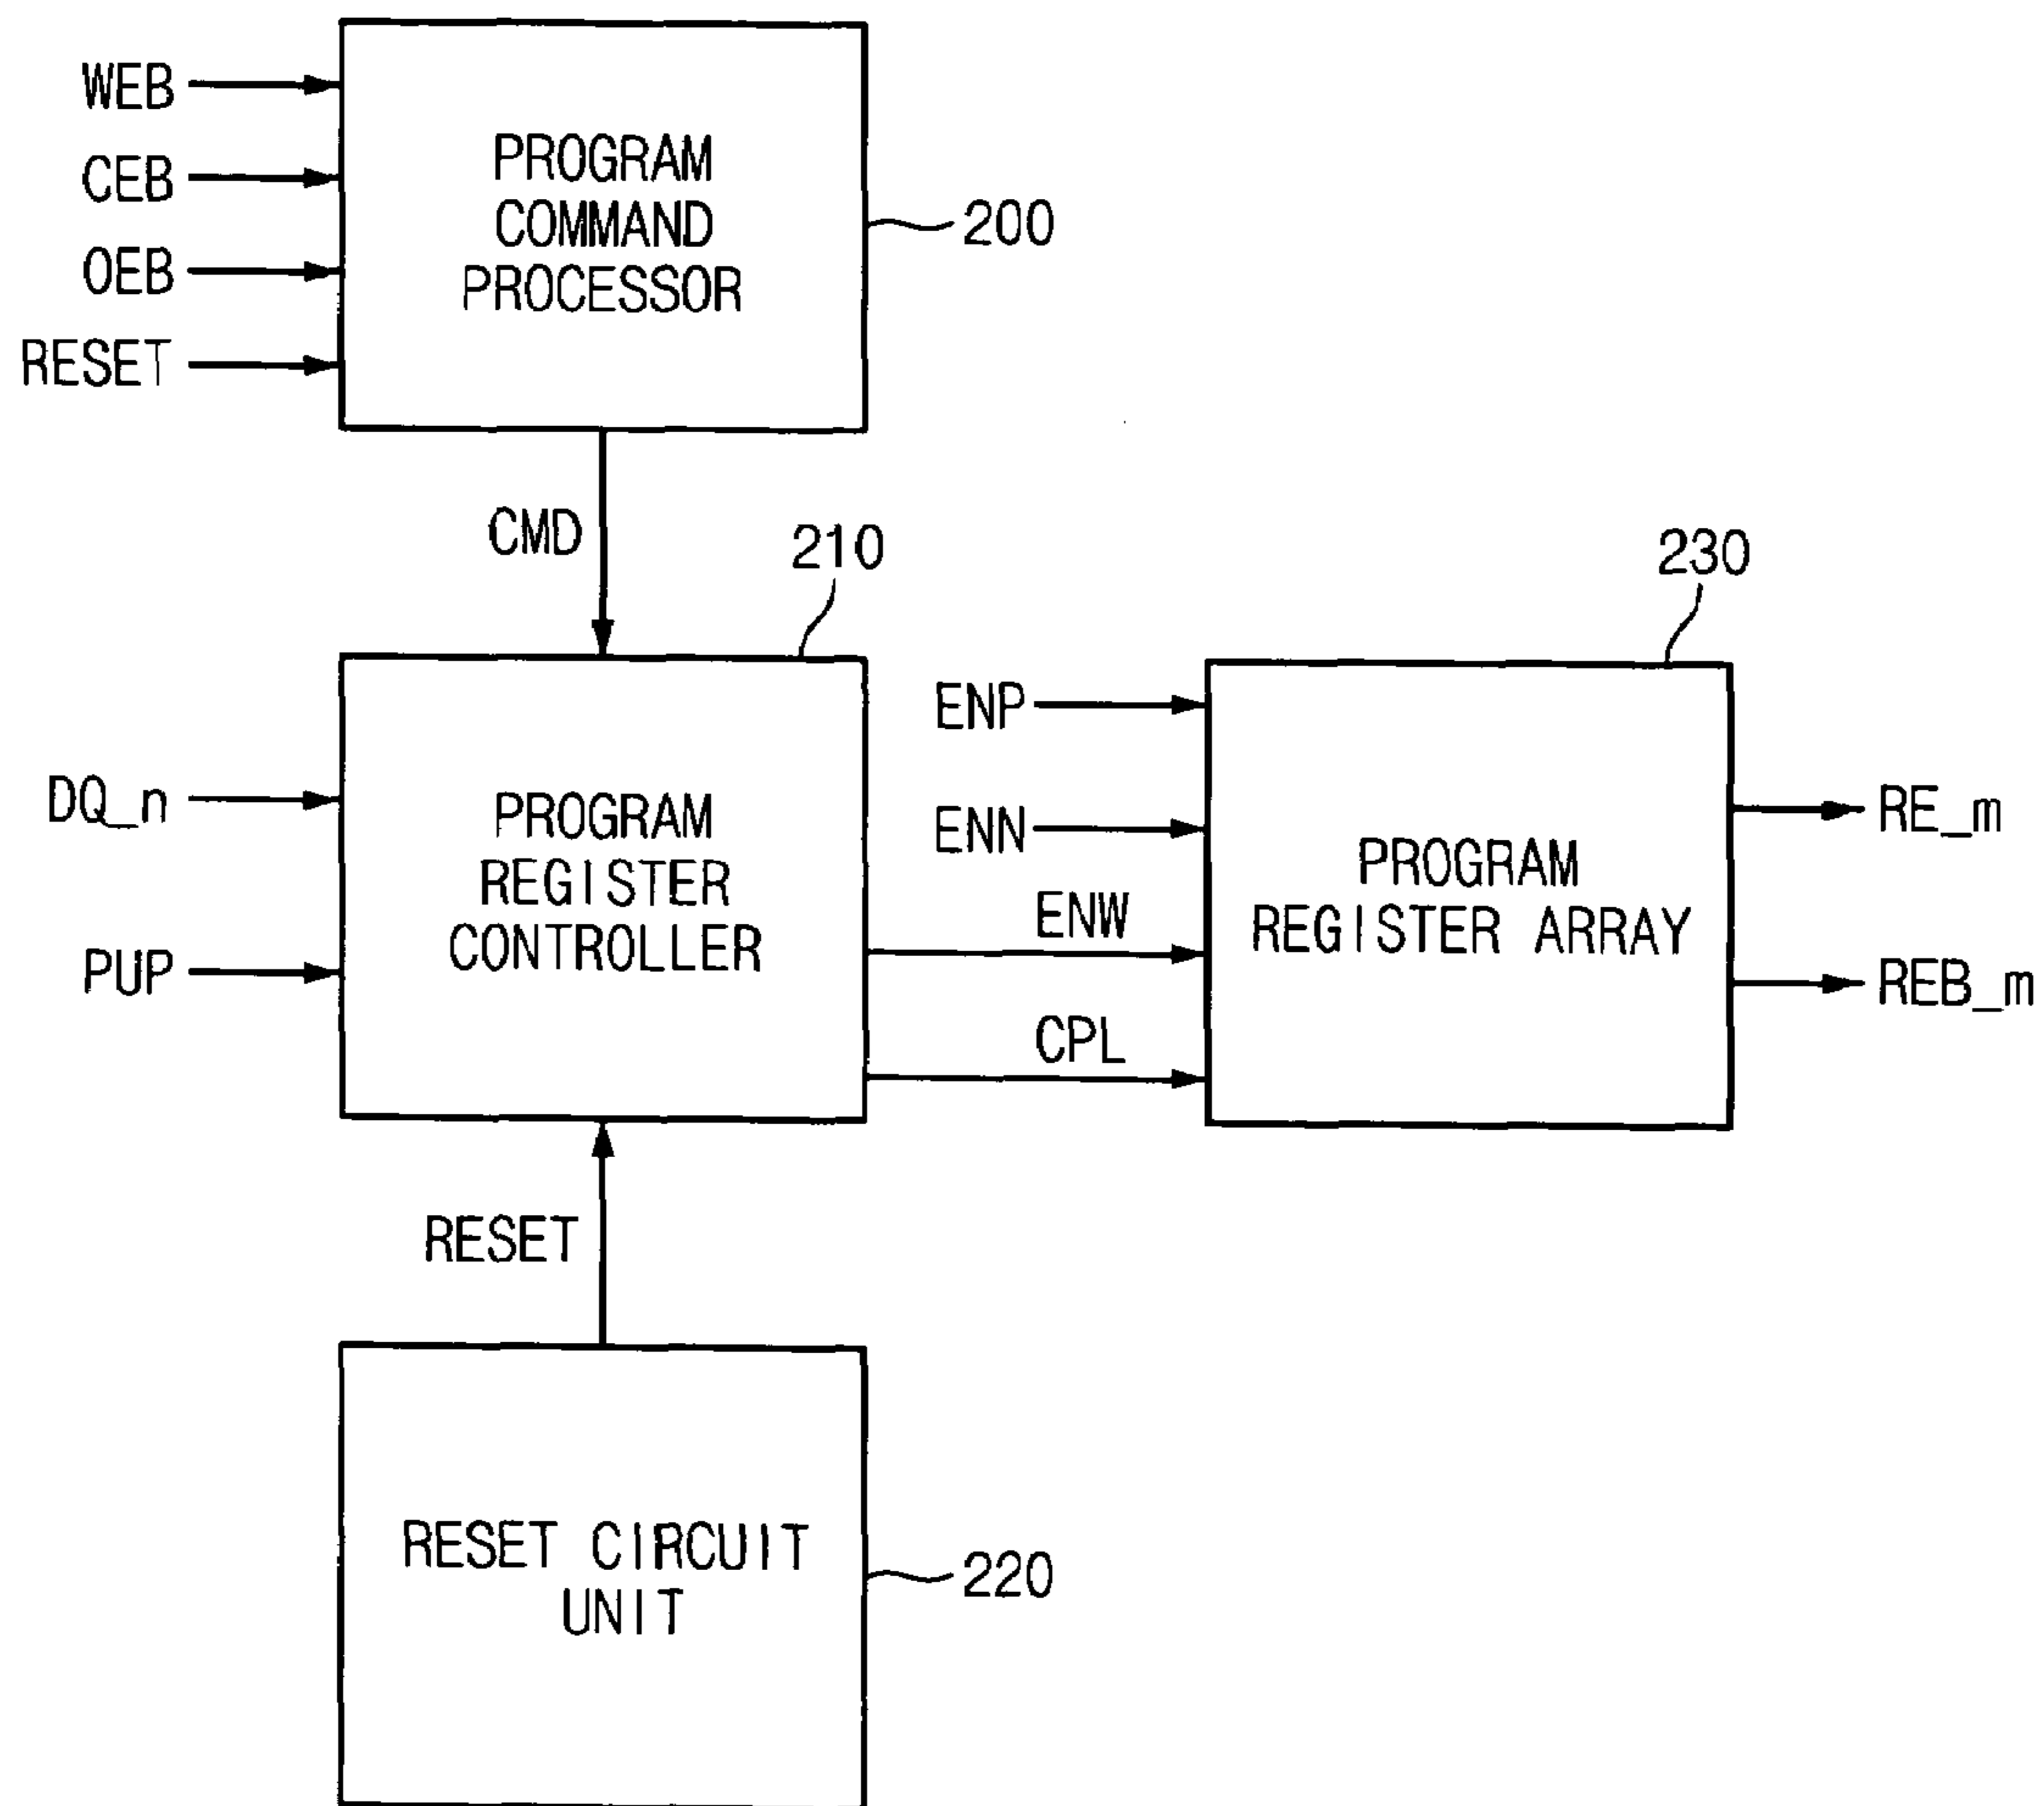 WEB
CEB
OEB
RESET
PROGRAM
COMMAND
PROCESSOR
200
CMD
210
230
DQ_n
PUP
PROGRAM
REGISTER
CONTROLLER
ENP
ENN
ENW
CPL
PROGRAM
REGISTER ARRAY
RE_m
REB_m
RESET
RESET CIRCUIT
UNIT
220